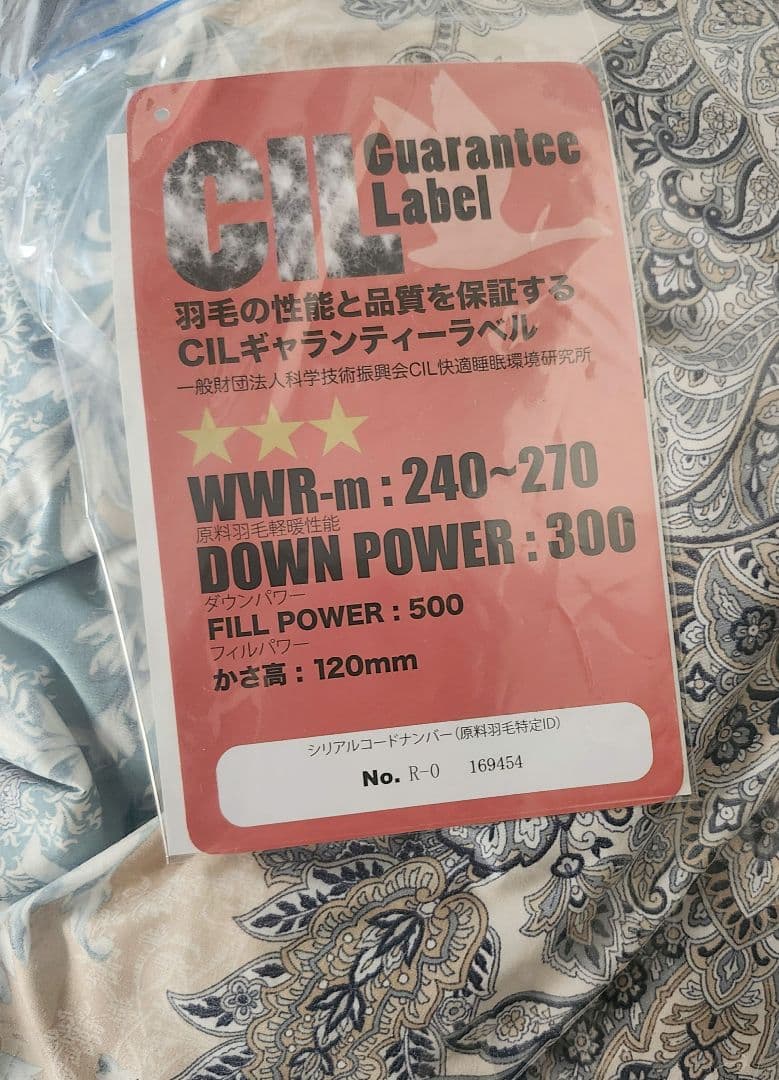 CIL Guarantee
Label
羽毛の性能と品質を保証する
CILギャランティーラベル
一般財団法人科学技術振興会CIL快適睡眠環境研究所
WWR-m : 240~270
原料羽毛軽暖性能
DOWN POWER : 300
ダウンパワー
FILL POWER : 500
フィルパワー
かさ高 : 120mm
シリアルコードナンバー(原料羽毛特定ID)
No. R-0 169454